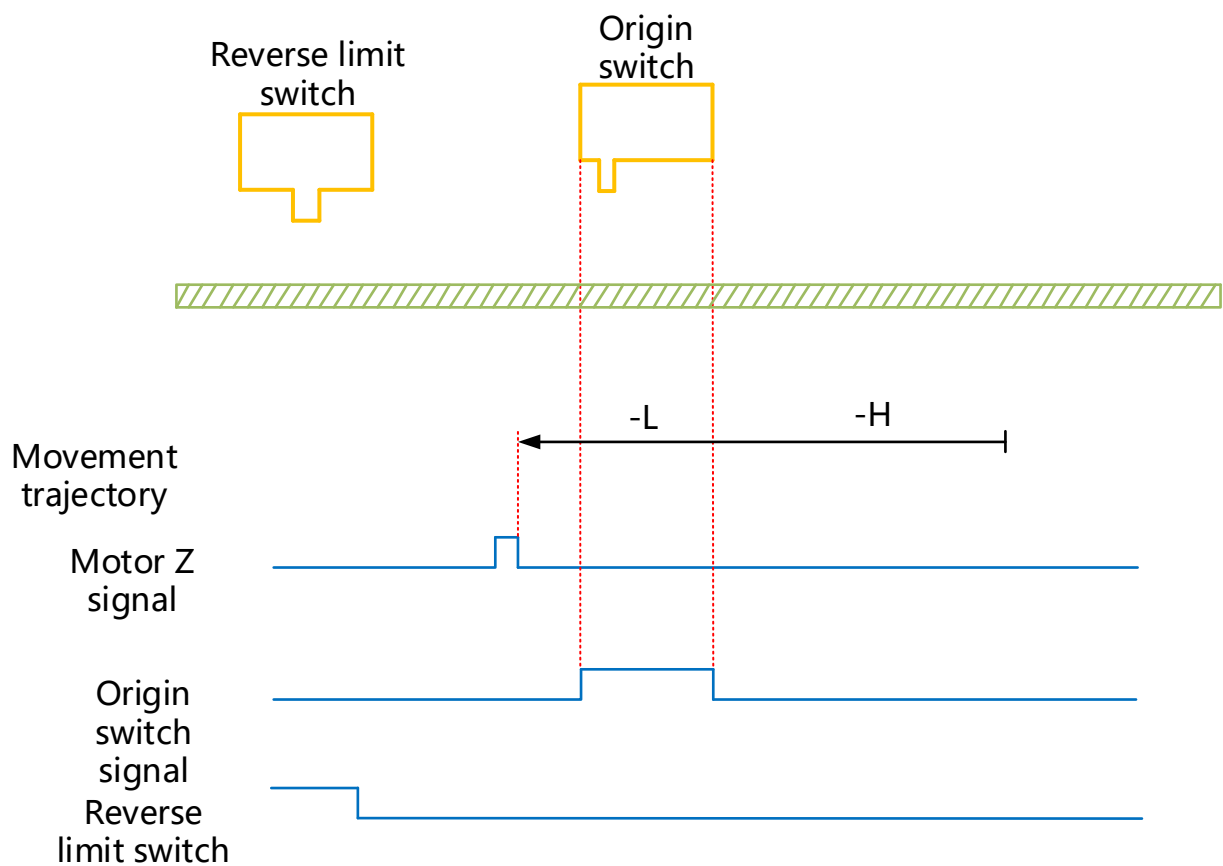 Reverse limit
switch
Origin
switch
-L
-H
Movement
trajectory
Motor Z
signal
Origin
switch
signal
Reverse
limit switch